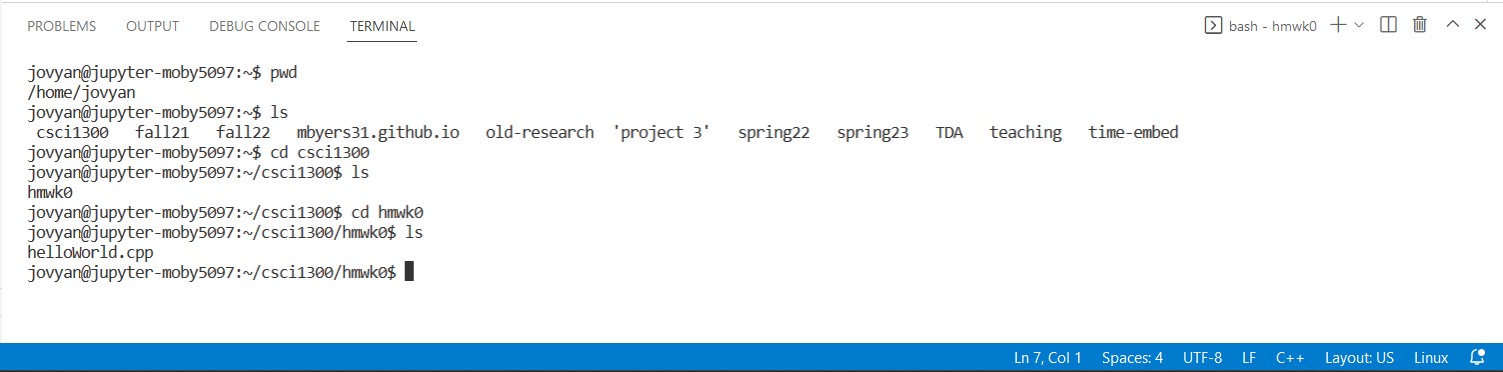 PROBLEMS OUTPUT DEBUG CONSOLE TERMINAL bash - hmwk0
jovyan@jupyter-moby5097:~$ pwd
/home/jovyan
jovyan@jupyter-moby5097:~$ ls
csci1300 fall21 fall22 mbyers31.github.io old-research 'project 3' spring22 spring23 TDA teaching time-embed
jovyan@jupyter-moby5097:~$ cd csci1300
jovyan@jupyter-moby5097:~/csci1300$ ls
hmwk0
jovyan@jupyter-moby5097:~/csci1300$ cd hmwk0
jovyan@jupyter-moby5097:~/csci1300/hmwk0$ ls
helloWorld.cpp
jovyan@jupyter-moby5097:~/csci1300/hmwk0$
Ln 7, Col 1 Spaces: 4 UTF-8 LF C++ Layout: US Linux